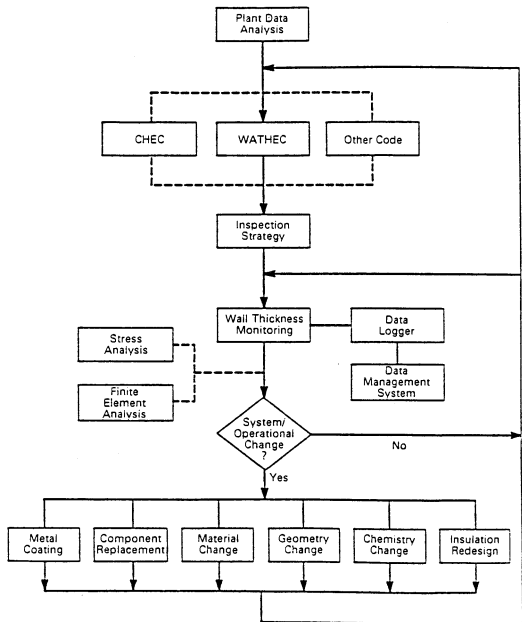 Plant Data
Analysis
CHEC
WATHEC
Other Code
Inspection
Strategy
Wall Thickness
Monitoring
Data
Logger
Stress
Analysis
Data
Management
System
Finite
Element
Analysis
System/
Operational
Change
?
No
Yes
Metal
Coating
Component
Replacement
Material
Change
Geometry
Change
Chemistry
Change
Insulation
Redesign